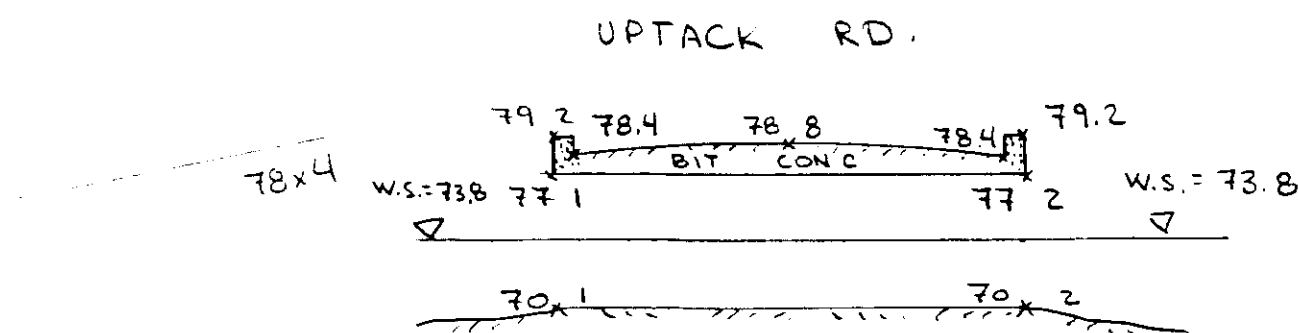 UPTACK RD.
79 2 78.4 78 8 78.4 79.2
BIT CONC
78x4 W.S.=73.8 77 1 77 2 W.S.=73.8
70 1 70 2